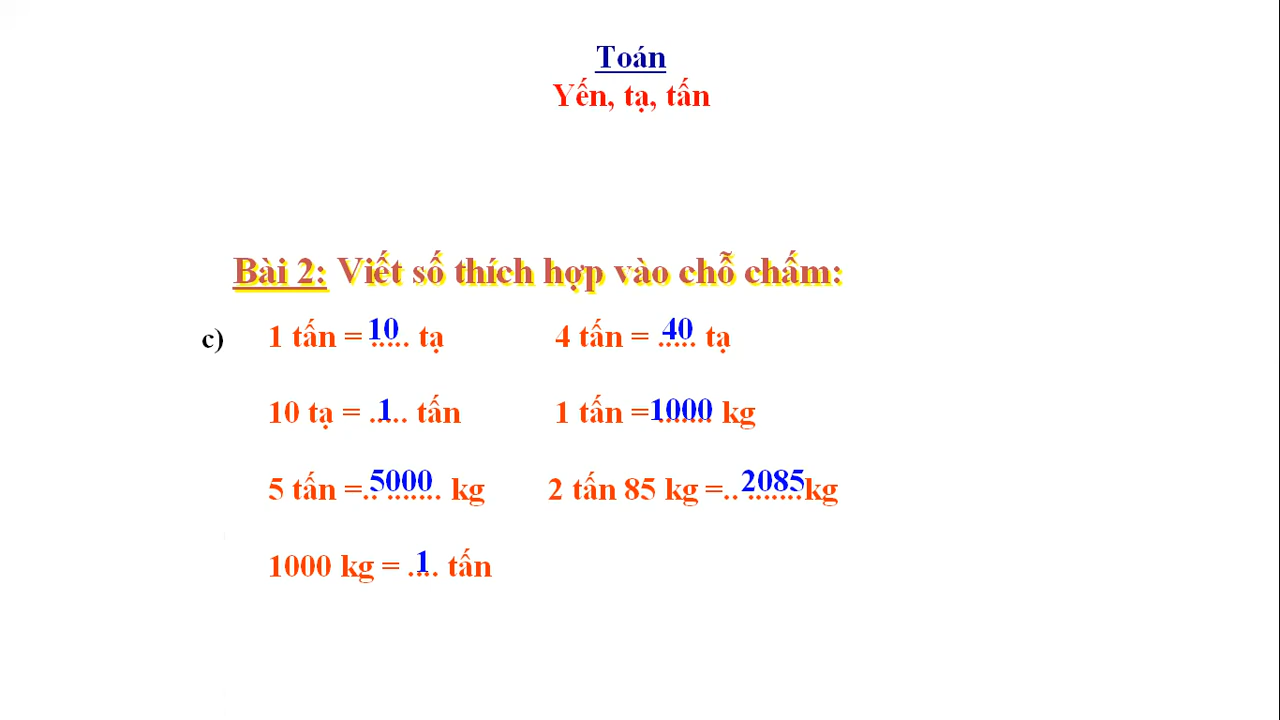 Toán
Yến, tạ, tấn
Bài 2: Viết số thích hợp vào chỗ chấm:
c) 1 tấn = 10 tạ 4 tấn = 40 tạ
10 tạ = 1 tấn 1 tấn = 1000 kg
5 tấn = 5000 kg 2 tấn 85 kg = 2085 kg
1000 kg = 1 tấn